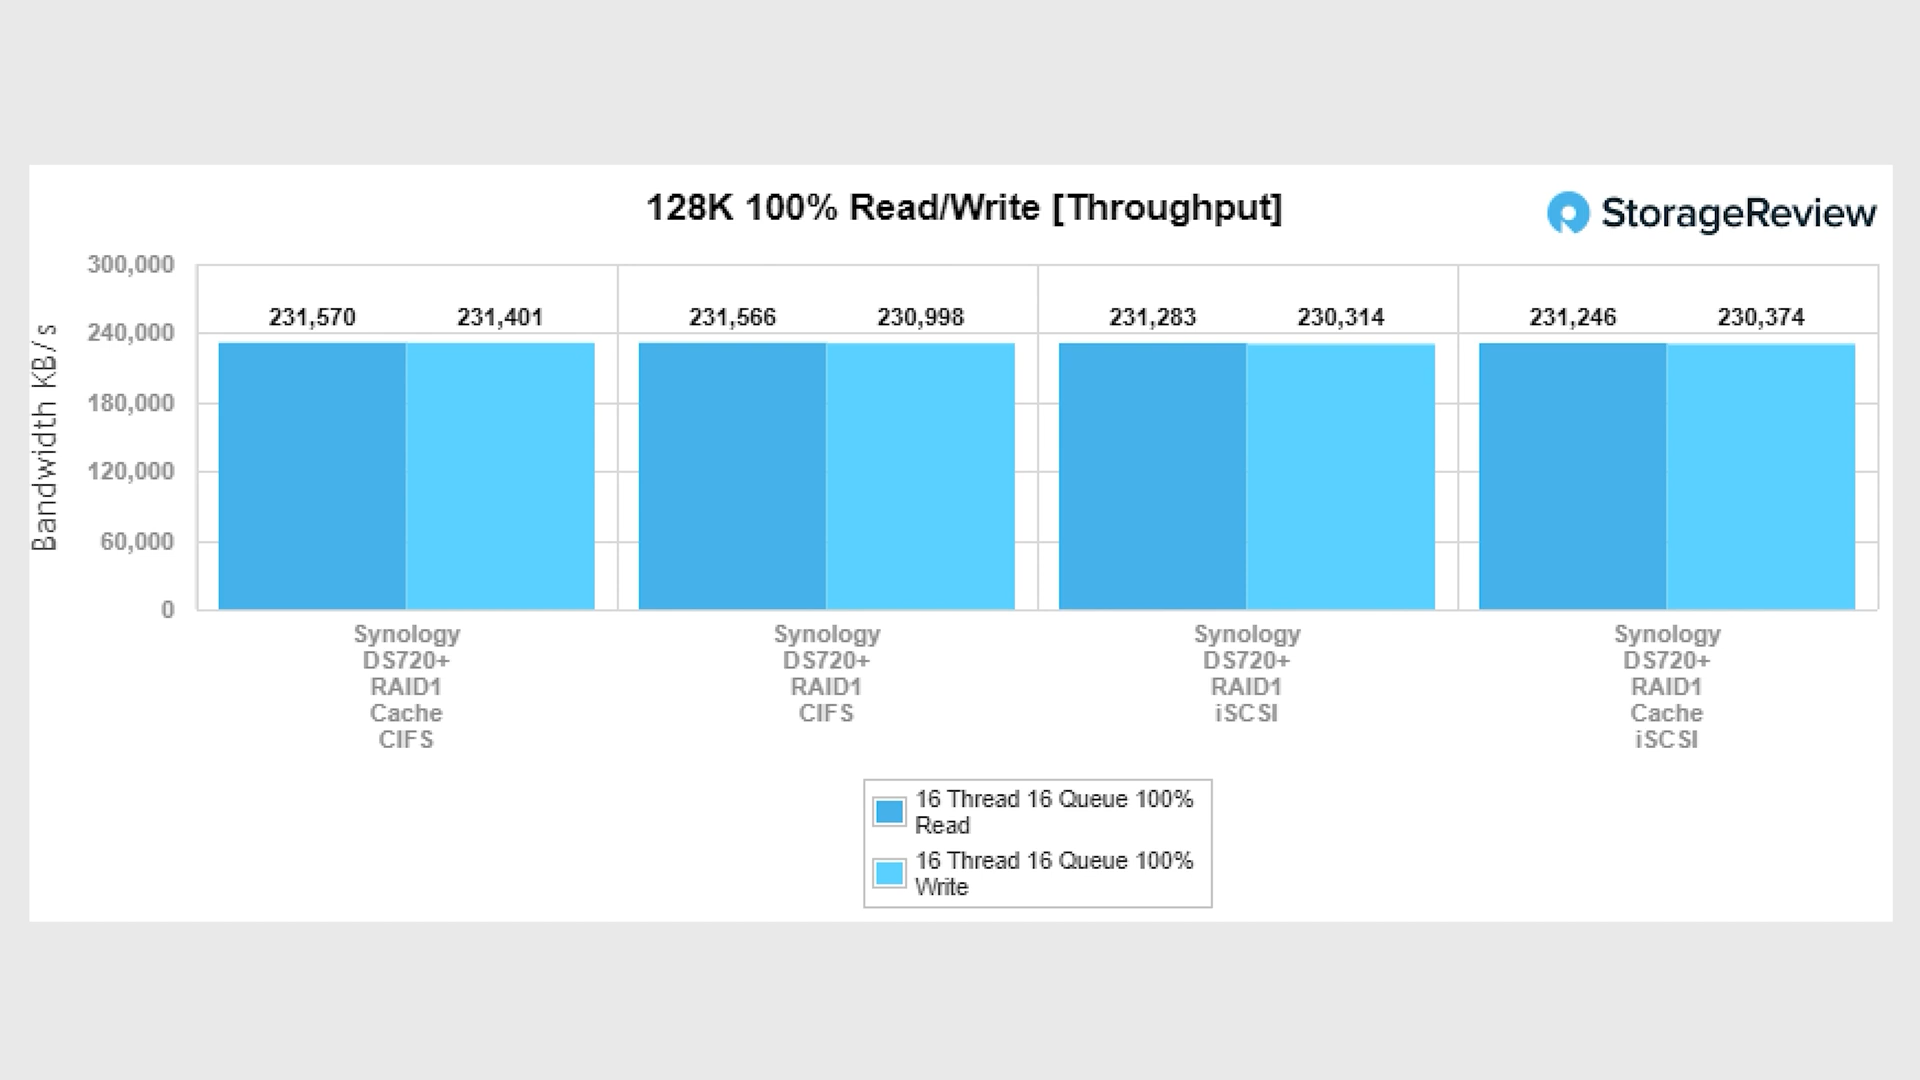 128K 100% Read/Write [Throughput]
StorageReview
Bandwidth KB/s
300,000
240,000
180,000
120,000
60,000
0
231,570
231,401
231,566
230,998
231,283
230,314
231,246
230,374
Synology
DS720+
RAID1
Cache
CIFS
Synology
DS720+
RAID1
CIFS
Synology
DS720+
RAID1
iSCSI
Synology
DS720+
RAID1
Cache
iSCSI
16 Thread 16 Queue 100%
Read
16 Thread 16 Queue 100%
Write